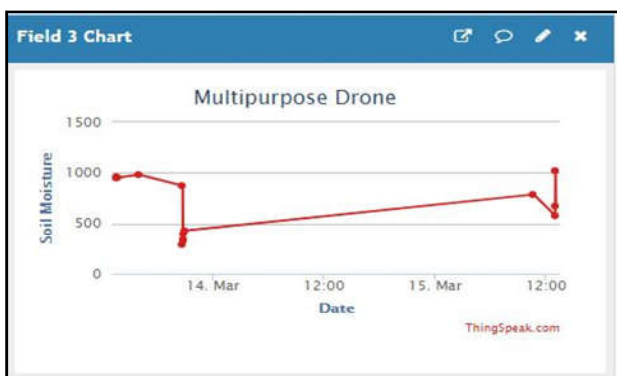 Field 3 Chart
Multipurpose Drone
1500
1000
500
0
Soil Moisture
14. Mar
12:00
15. Mar
12:00
Date
ThingSpeak.com